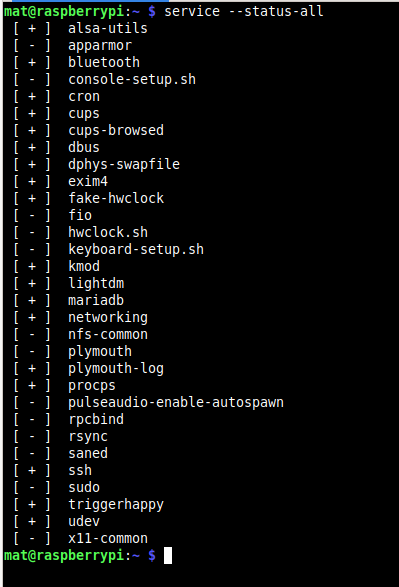 mat@raspberrypi:~ $ service --status-all
[ + ] alsa-utils
[ - ] apparmor
[ + ] bluetooth
[ - ] console-setup.sh
[ + ] cron
[ + ] cups
[ + ] cups-browsed
[ + ] dbus
[ + ] dphys-swapfile
[ + ] exim4
[ + ] fake-hwclock
[ - ] fio
[ - ] hwclock.sh
[ - ] keyboard-setup.sh
[ + ] kmod
[ + ] lightdm
[ + ] mariadb
[ + ] networking
[ - ] nfs-common
[ - ] plymouth
[ + ] plymouth-log
[ + ] procps
[ - ] pulseaudio-enable-autospawn
[ - ] rpcbind
[ - ] rsync
[ - ] saned
[ + ] ssh
[ - ] sudo
[ + ] triggerhappy
[ + ] udev
[ - ] x11-common
mat@raspberrypi:~ $